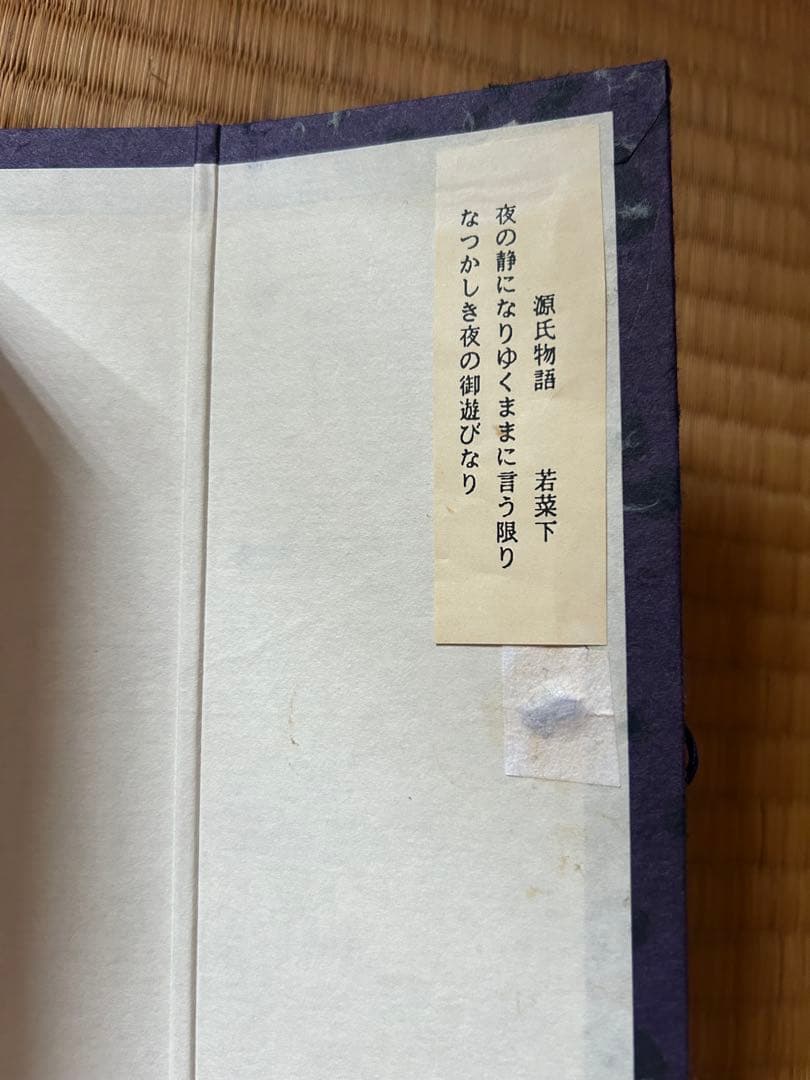 源氏物語　若菜下
夜の静になりゆくままに言う限り
なつかしき夜の御遊びなり